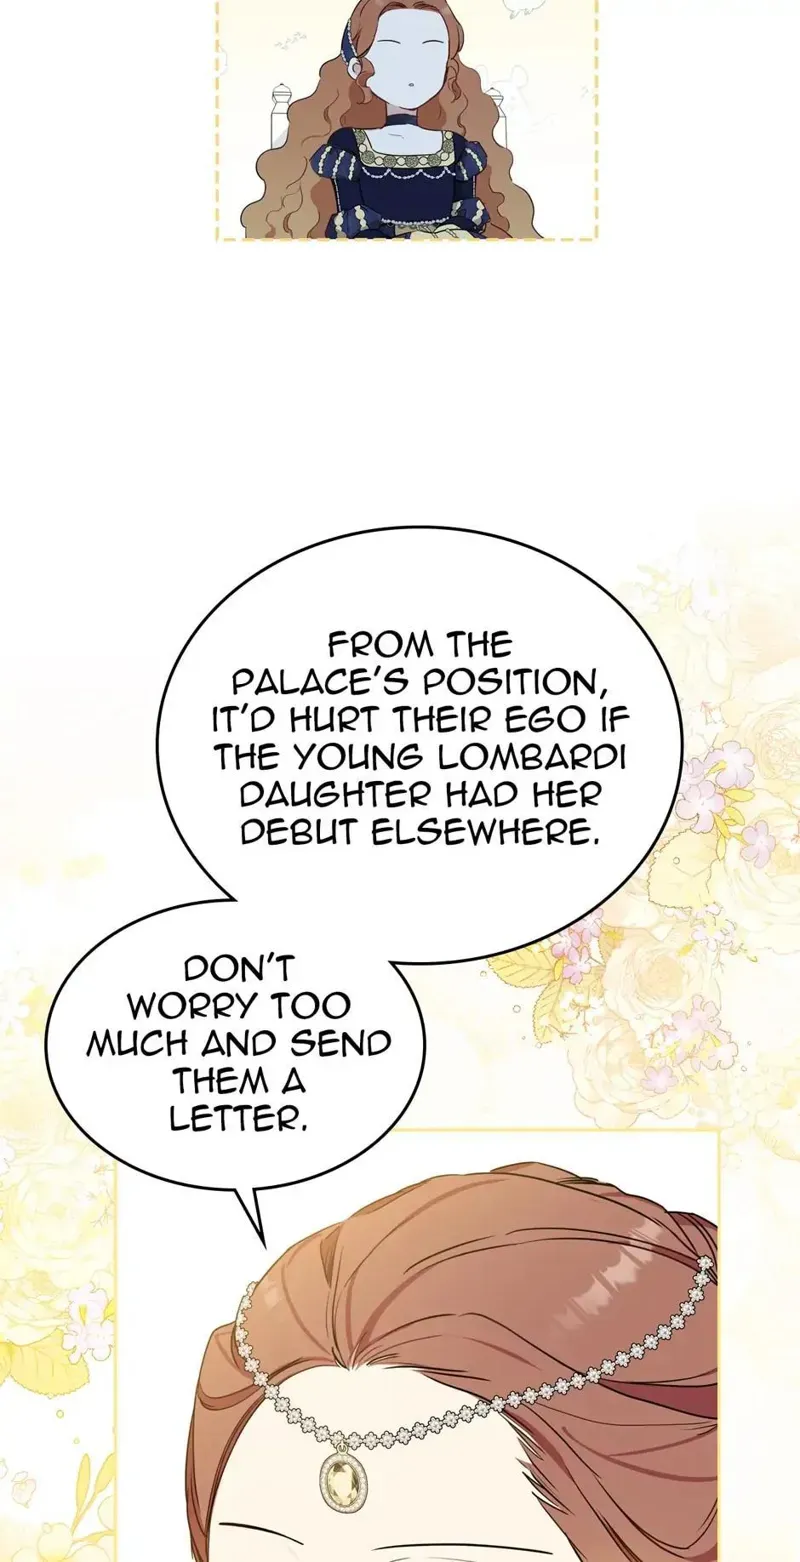 FROM THE
PALACE'S POSITION,
IT'D HURT THEIR EGO IF
THE YOUNG LOMBARDI
DAUGHTER HAD HER
DEBUT ELSEWHERE.
DON'T
WORRY TOO
MUCH AND SEND
THEM A
LETTER.